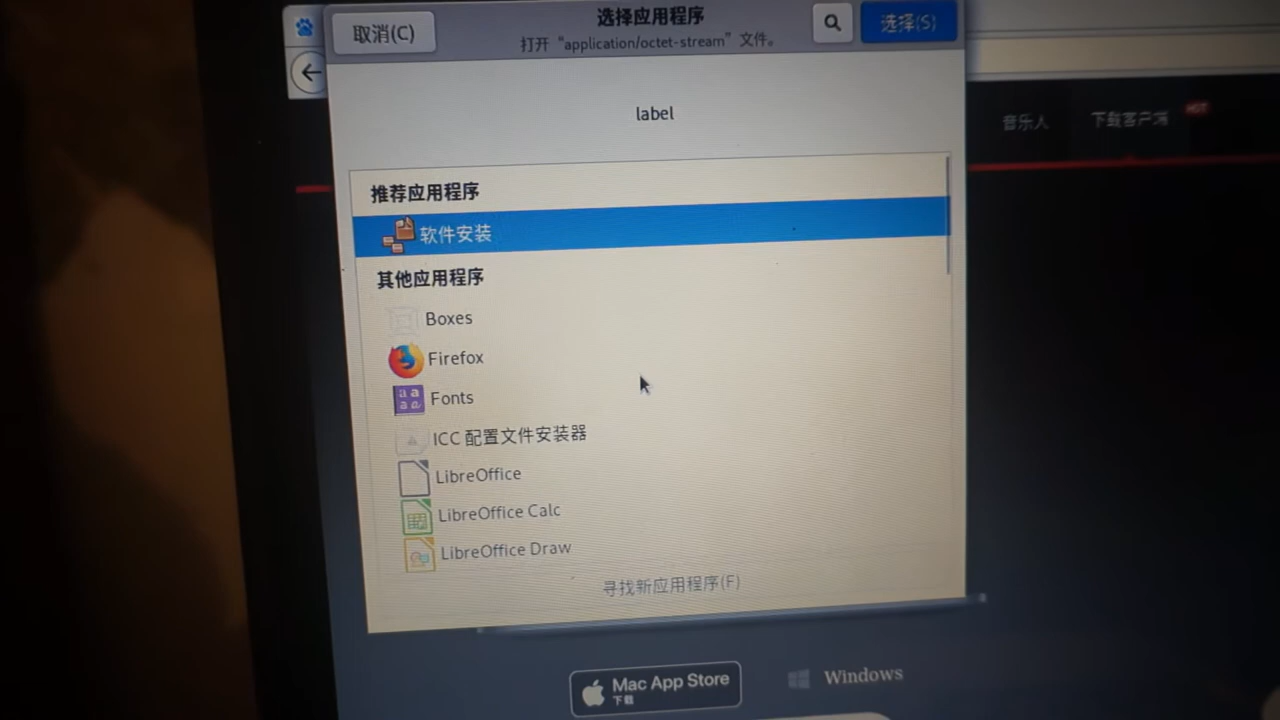 取消(C)
选择应用程序
打开“application/octet-stream”文件。
选择(S)
label
音乐人
下载客户端
HOT
推荐应用程序
软件安装
其他应用程序
Boxes
Firefox
Fonts
ICC 配置文件安装器
LibreOffice
LibreOffice Calc
LibreOffice Draw
寻找新应用程序(F)
Mac App Store
下载
Windows